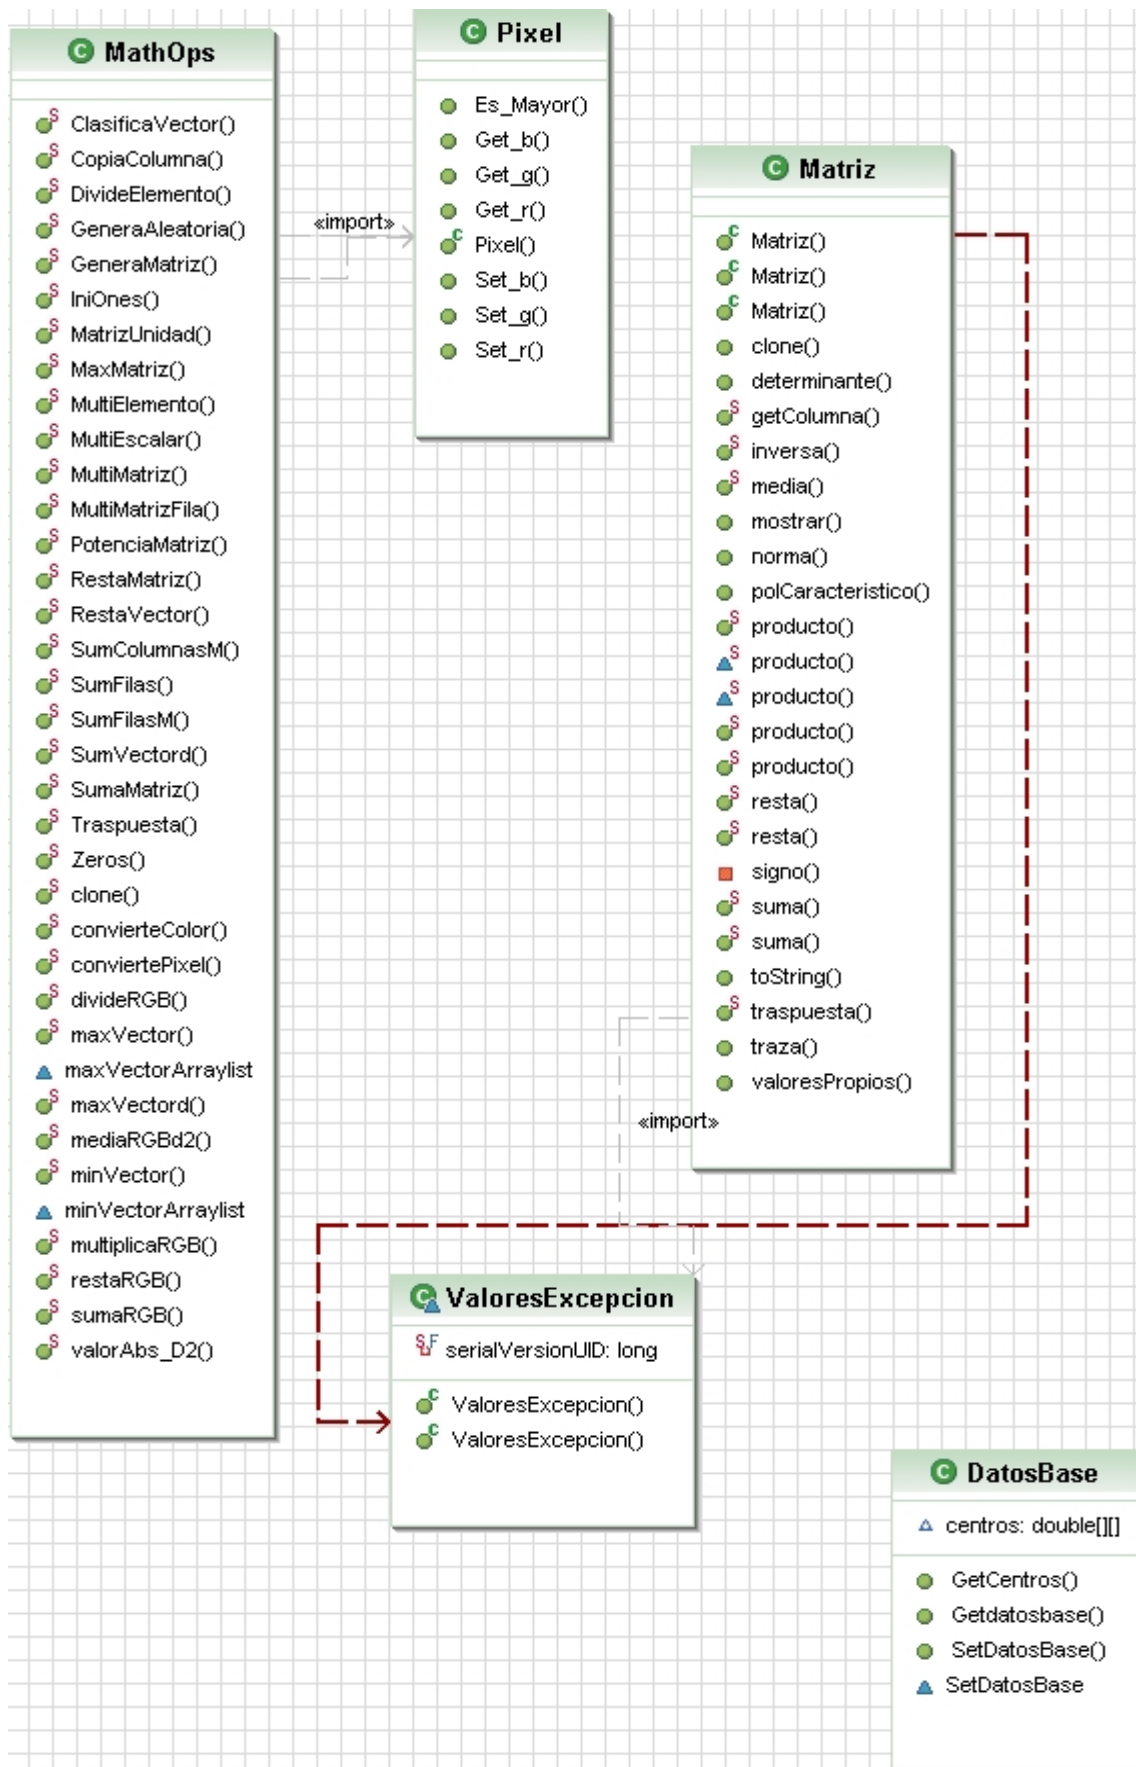 MathOps
ClasificaVector()
CopiaColumna()
DivideElemento()
GeneraAleatoria()
GeneraMatriz()
IniOnes()
MatrizUnidad()
MaxMatriz()
MultiElemento()
MultiEscalar()
MultiMatriz()
MultiMatrizFila()
PotenciaMatriz()
RestaMatriz()
RestaVector()
SumColumnasM()
SumFilas()
SumFilasM()
SumVectord()
SumaMatriz()
Traspuesta()
Zeros()
clone()
convierteColor()
conviertePixel()
divideRGB()
maxVector()
maxVectorArraylist
maxVectord()
mediaRGBd2()
minVector()
minVectorArraylist
multiplicaRGB()
restaRGB()
sumaRGB()
valorAbs_D2()
«import»
Pixel
Es_Mayor()
Get_b()
Get_g()
Get_r()
Pixel()
Set_b()
Set_g()
Set_r()
Matriz
Matriz()
Matriz()
Matriz()
clone()
determinante()
getColumna()
inversa()
media()
mostrar()
norma()
polCaracteristico()
producto()
producto()
producto()
producto()
producto()
resta()
resta()
signo()
suma()
suma()
toString()
traspuesta()
traza()
valoresPropios()
«import»
ValoresExcepcion
serialVersionUID: long
ValoresExcepcion()
ValoresExcepcion()
DatosBase
centros: double[][]
GetCentros()
Getdatosbase()
SetDatosBase()
SetDatosBase